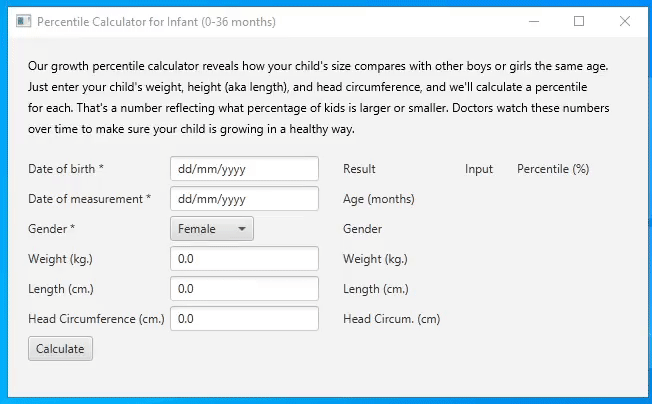 Percentile Calculator for Infant (0-36 months)
Our growth percentile calculator reveals how your child's size compares with other boys or girls the same age.
Just enter your child's weight, height (aka length), and head circumference, and we'll calculate a percentile
for each. That's a number reflecting what percentage of kids is larger or smaller. Doctors watch these numbers
over time to make sure your child is growing in a healthy way.
Date of birth * dd/mm/yyyy Result Input Percentile (%)
Date of measurement * dd/mm/yyyy Age (months)
Gender * Female Gender
Weight (kg.) 0.0 Weight (kg.)
Length (cm.) 0.0 Length (cm.)
Head Circumference (cm.) 0.0 Head Circum. (cm)
Calculate